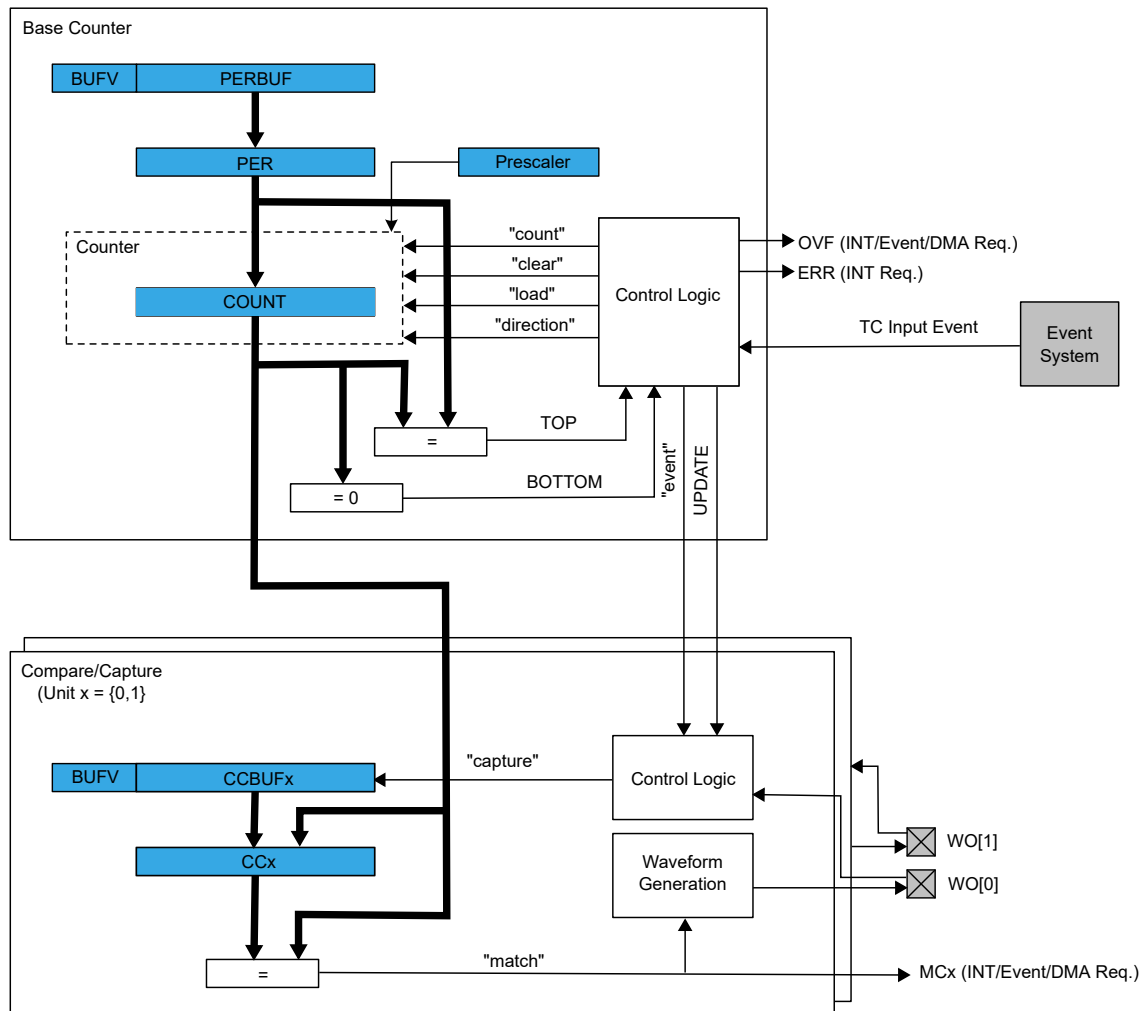 Base Counter
BUFV
PERBUF
PER
Prescaler
Counter
COUNT
"count"
"clear"
"load"
"direction"
Control Logic
OVF (INT/Event/DMA Req.)
ERR (INT Req.)
TC Input Event
Event
System
=
TOP
= 0
BOTTOM
"event"
UPDATE
Compare/Capture
(Unit x = {0,1}
BUFV
CCBUFx
"capture"
Control Logic
CCx
Waveform
Generation
WO[1]
WO[0]
=
"match"
MCx (INT/Event/DMA Req.)